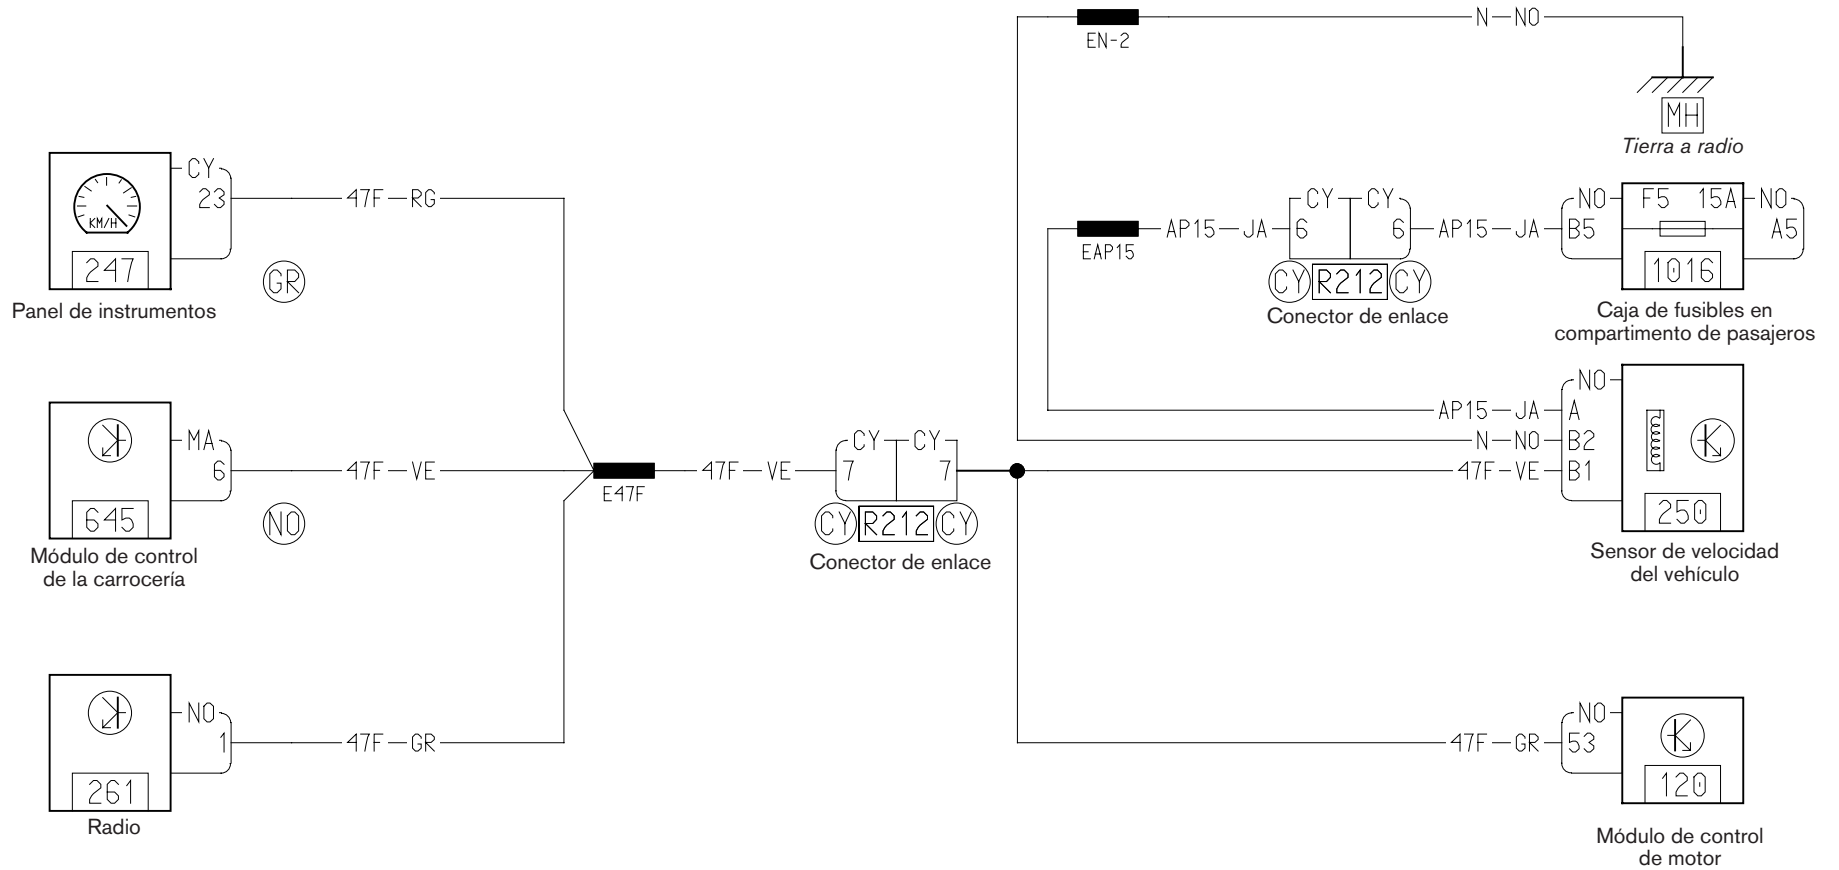 N NO
EN-2
MH
Tierra a radio
CY
23
47F RG
KM/H
247
GR
Panel de instrumentos
CY CY
6 6
AP15 JA
EAP15
AP15 JA
CY R212 CY
Conector de enlace
NO F5 15A NO
B5 A5
1016
Caja de fusibles en
compartimento de pasajeros
MA
6
47F VE
645
NO
Módulo de control
de la carrocería
E47F
47F VE
CY CY
7 7
CY R212 CY
Conector de enlace
NO
AP15 JA A
N NO B2
47F VE B1
250
Sensor de velocidad
del vehículo
NO
1
47F GR
261
Radio
NO
47F GR 53
120
Módulo de control
de motor